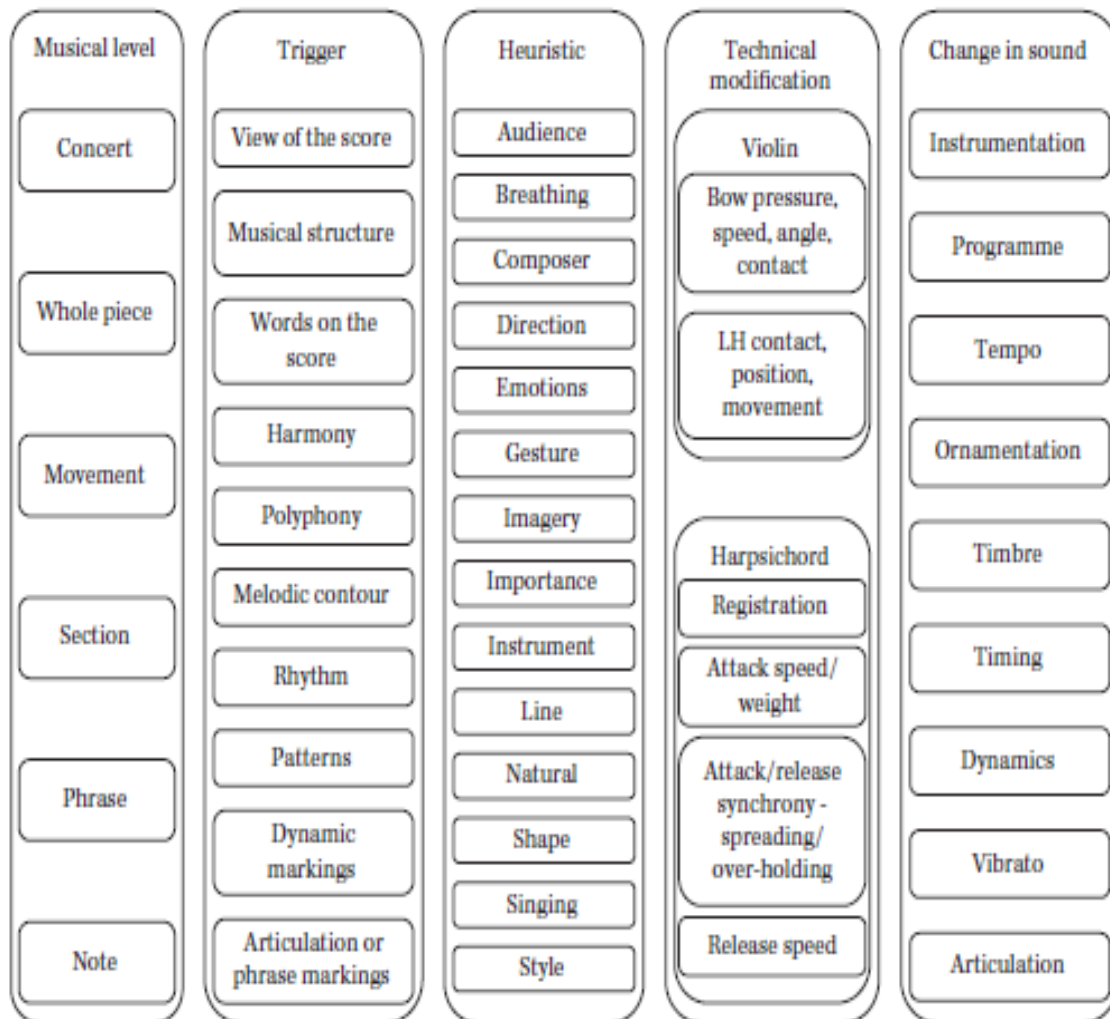 Musical level
Concert
Whole piece
Movement
Section
Phrase
Note
Trigger
View of the score
Musical structure
Words on the
score
Harmony
Polyphony
Melodic contour
Rhythm
Patterns
Dynamic
markings
Articulation or
phrase markings
Heuristic
Audience
Breathing
Composer
Direction
Emotions
Gesture
Imagery
Importance
Instrument
Line
Natural
Shape
Singing
Style
Technical
modification
Violin
Bow pressure,
speed, angle,
contact
LH contact,
position,
movement
Harpsichord
Registration
Attack speed/
weight
Attack/release
synchrony -
spreading/
over-holding
Release speed
Change in sound
Instrumentation
Programme
Tempo
Ornamentation
Timbre
Timing
Dynamics
Vibrato
Articulation